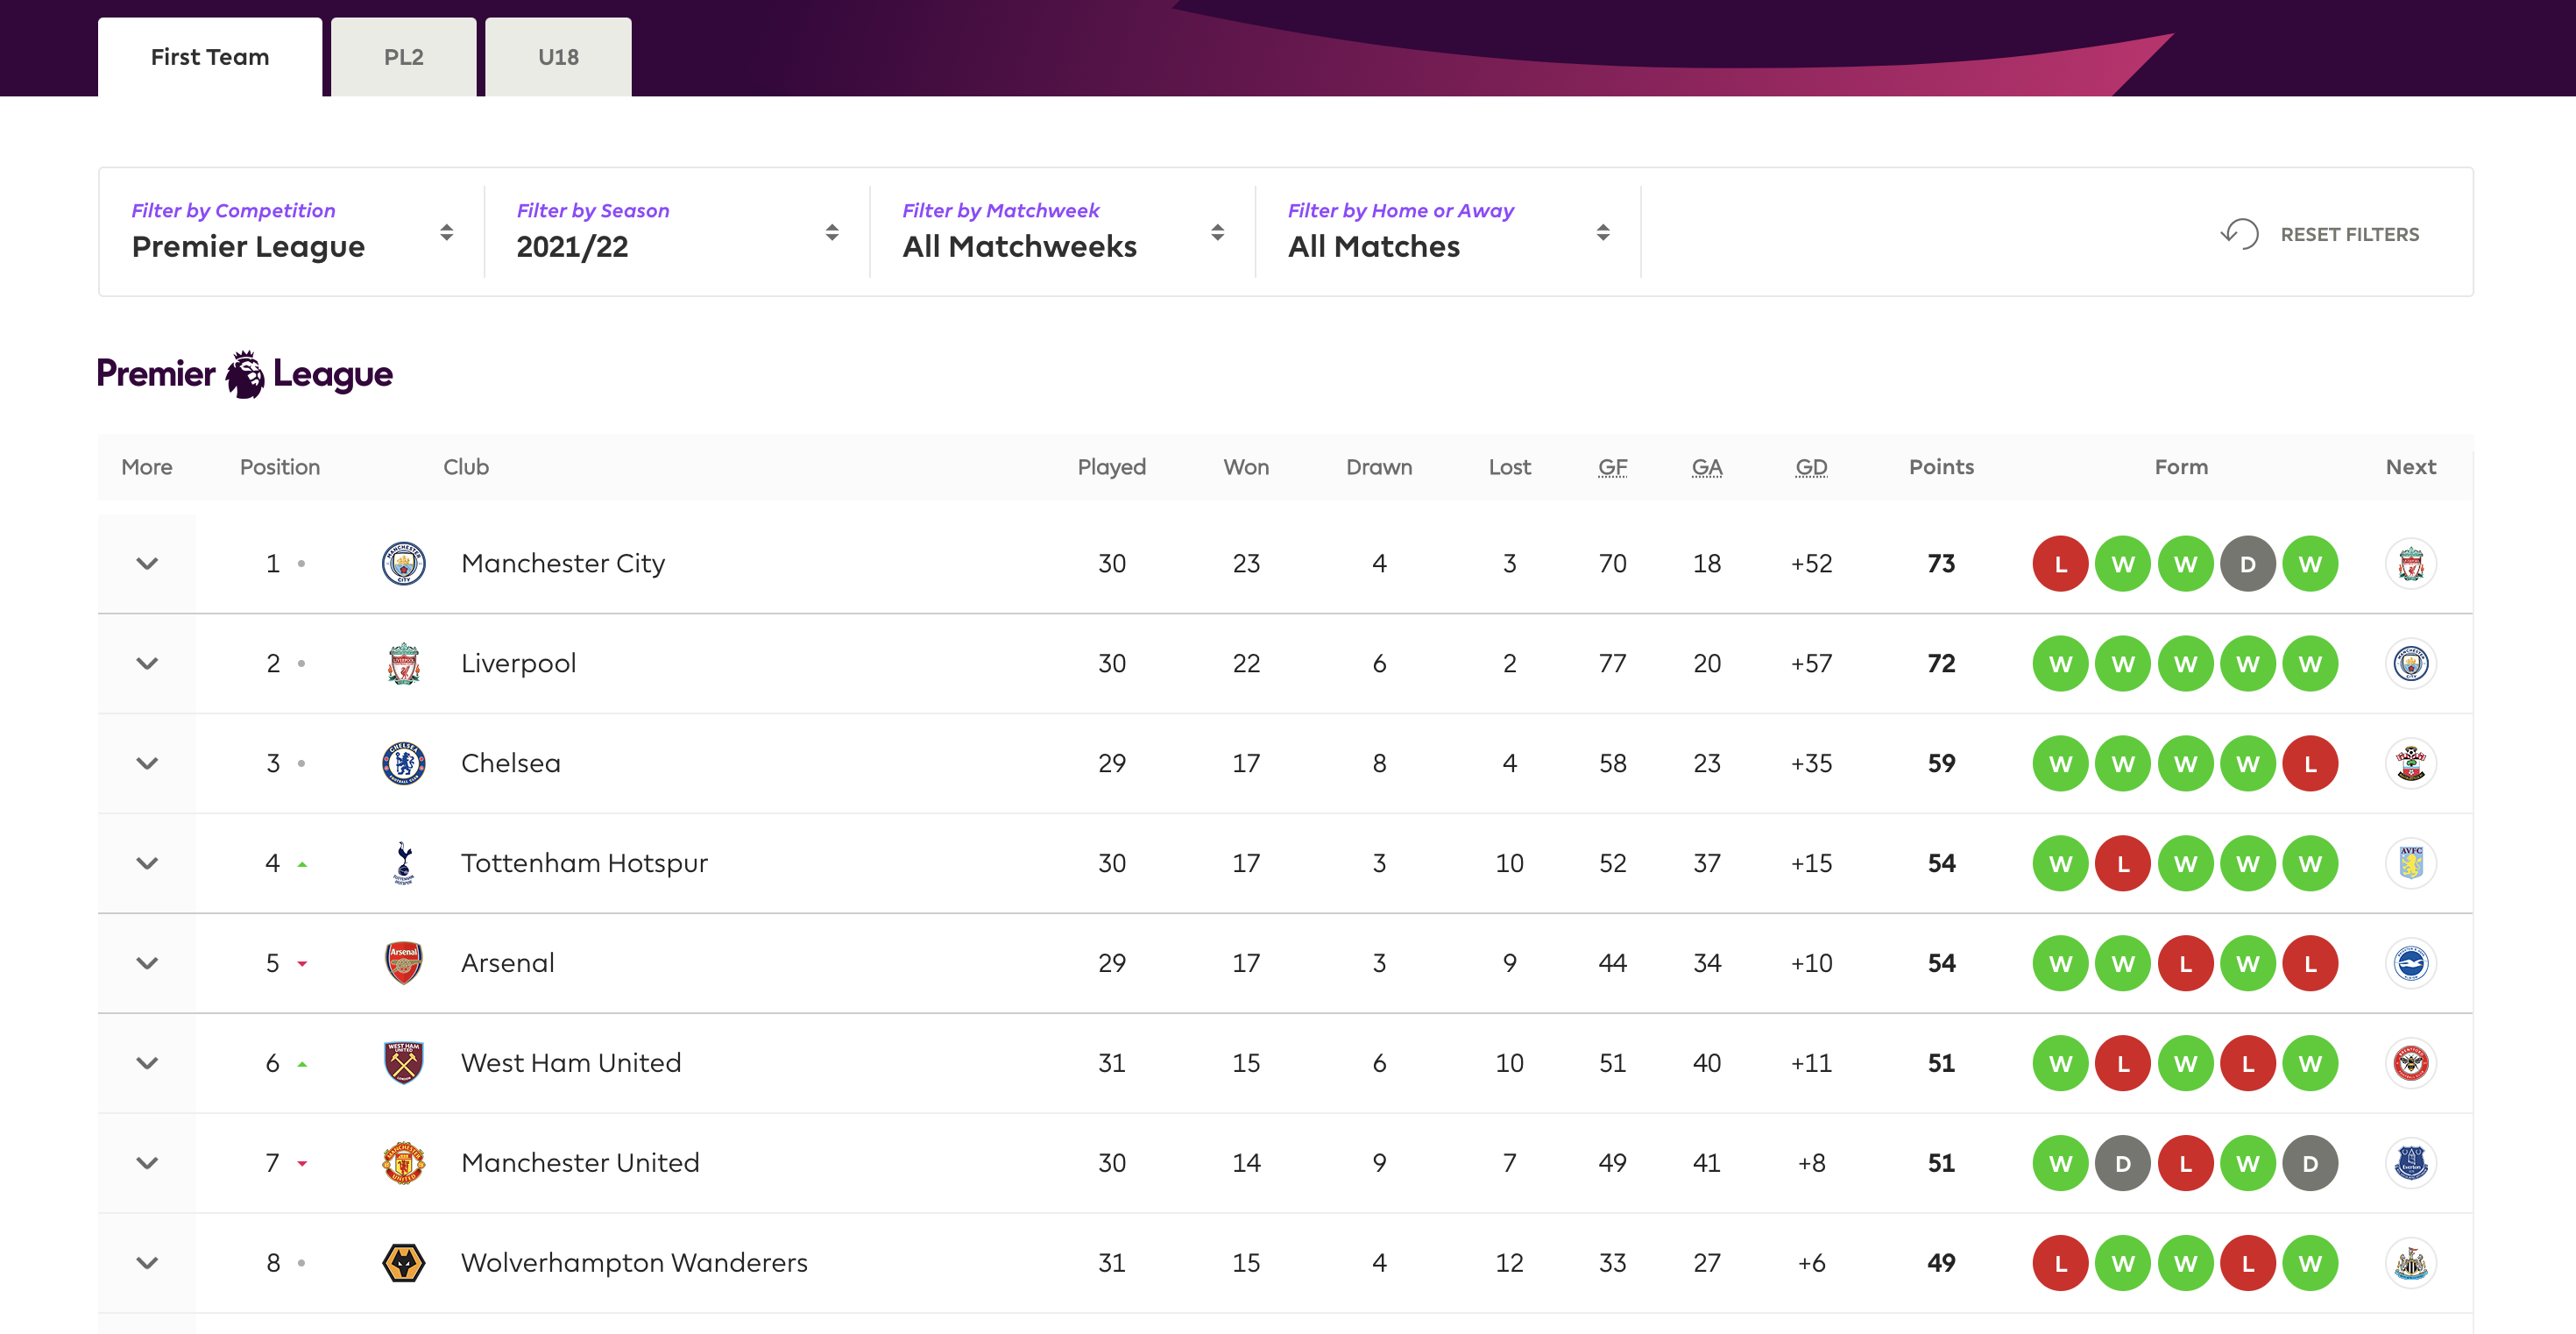 First Team PL2 U18
Filter by Competition Filter by Season Filter by Matchweek Filter by Home or Away
Premier League 2021/22 All Matchweeks All Matches RESET FILTERS
Premier League
More Position Club Played Won Drawn Lost GF GA GD Points Form Next
1 Manchester City 30 23 4 3 70 18 +52 73 L W W D W
2 Liverpool 30 22 6 2 77 20 +57 72 W W W W W
3 Chelsea 29 17 8 4 58 23 +35 59 W W W W L
4 Tottenham Hotspur 30 17 3 10 52 37 +15 54 W L W W W
5 Arsenal 29 17 3 9 44 34 +10 54 W W L W L
6 West Ham United 31 15 6 10 51 40 +11 51 W L W L W
7 Manchester United 30 14 9 7 49 41 +8 51 W D L W D
8 Wolverhampton Wanderers 31 15 4 12 33 27 +6 49 L W W L W